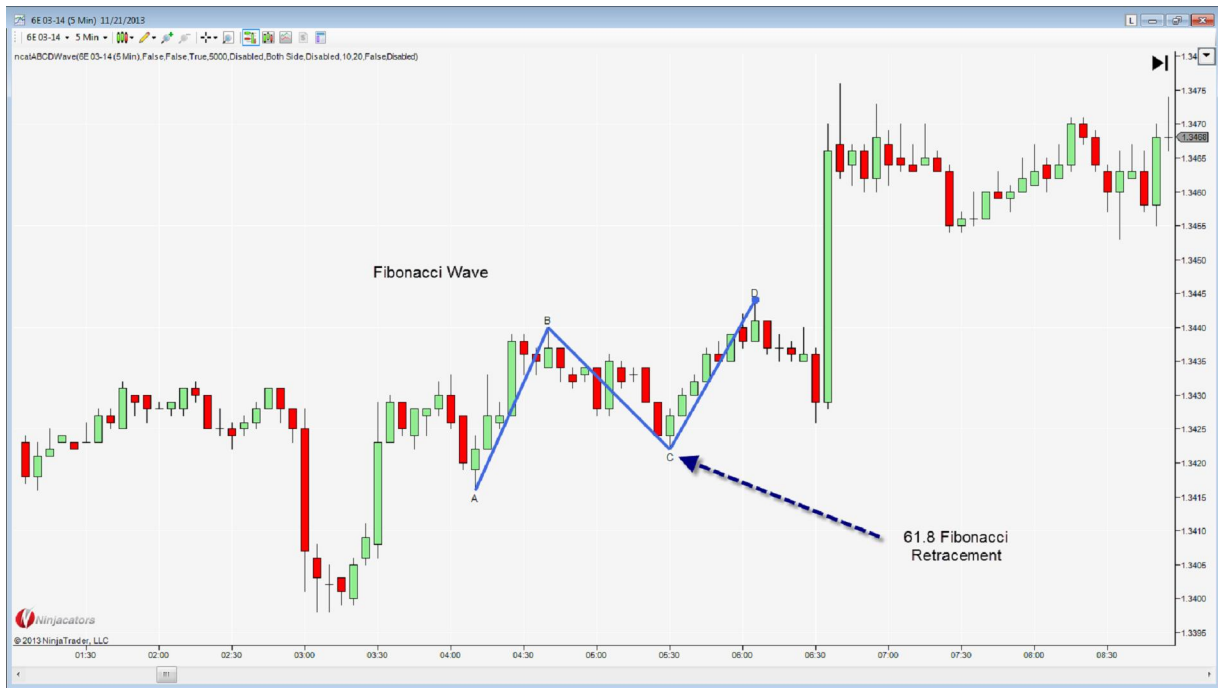 6E 03-14 (5 Min) 11/21/2013
L
6E 03-14 5 Min
ncatABCDWave(6E 03-14 (5 Min),False,False,True,5000,Disabled,Both Side,Disabled,10,20,False,Disabled)
1.3475
1.3470
1.3468
1.3465
1.3460
1.3455
1.3450
Fibonacci Wave
1.3445
D
B
1.3440
1.3435
1.3430
1.3425
C
1.3420
A
1.3415
61.8 Fibonacci
Retracement
1.3410
1.3405
1.3400
Ninjacators
1.3395
© 2013 NinjaTrader, LLC
01:30 02:00 02:30 03:00 03:30 04:00 04:30 05:00 05:30 06:00 06:30 07:00 07:30 08:00 08:30